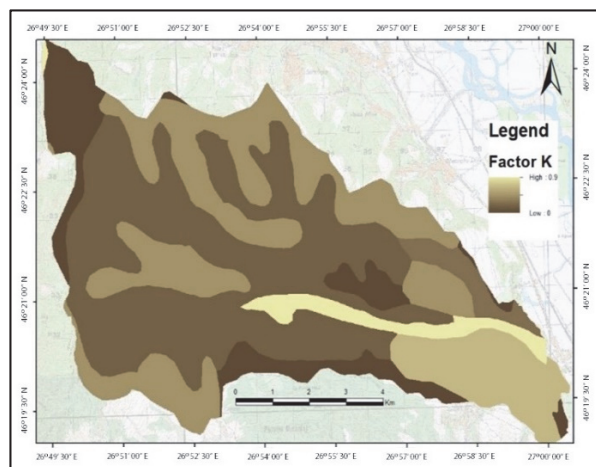 26°49'30" E 26°51'00" E 26°52'30" E 26°54'00" E 26°55'30" E 26°57'00" E 26°58'30" E 27°00'00" E
N
46°24'00" N 46°24'00" N
Legend
Factor K
High : 0.9
Low : 0
46°22'30" N 46°22'30" N
46°21'00" N 46°21'00" N
0 1 2 3 4
Km
46°19'30" N 46°19'30" N
26°49'30" E 26°51'00" E 26°52'30" E 26°54'00" E 26°55'30" E 26°57'00" E 26°58'30" E 27°00'00" E